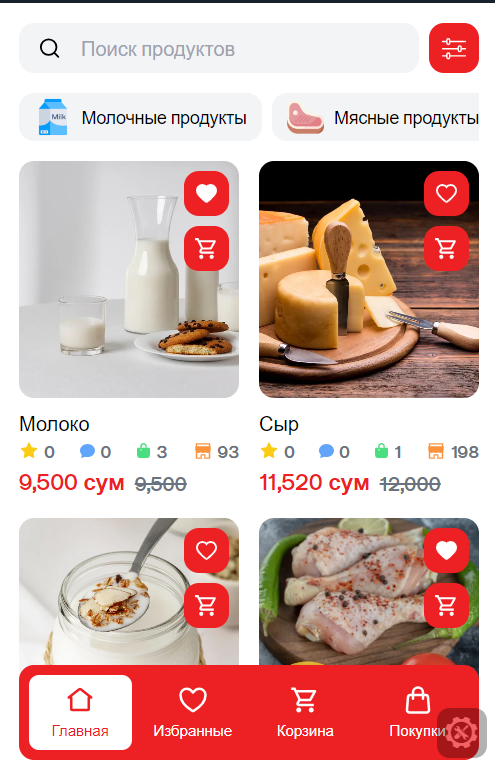 Поиск продуктов
Milk
Молочные продукты
Мясные продукты
Молоко
0 0 3 93
9,500 сум 9,500
Сыр
0 0 1 198
11,520 сум 12,000
Главная
Избранные
Корзина
Покупки